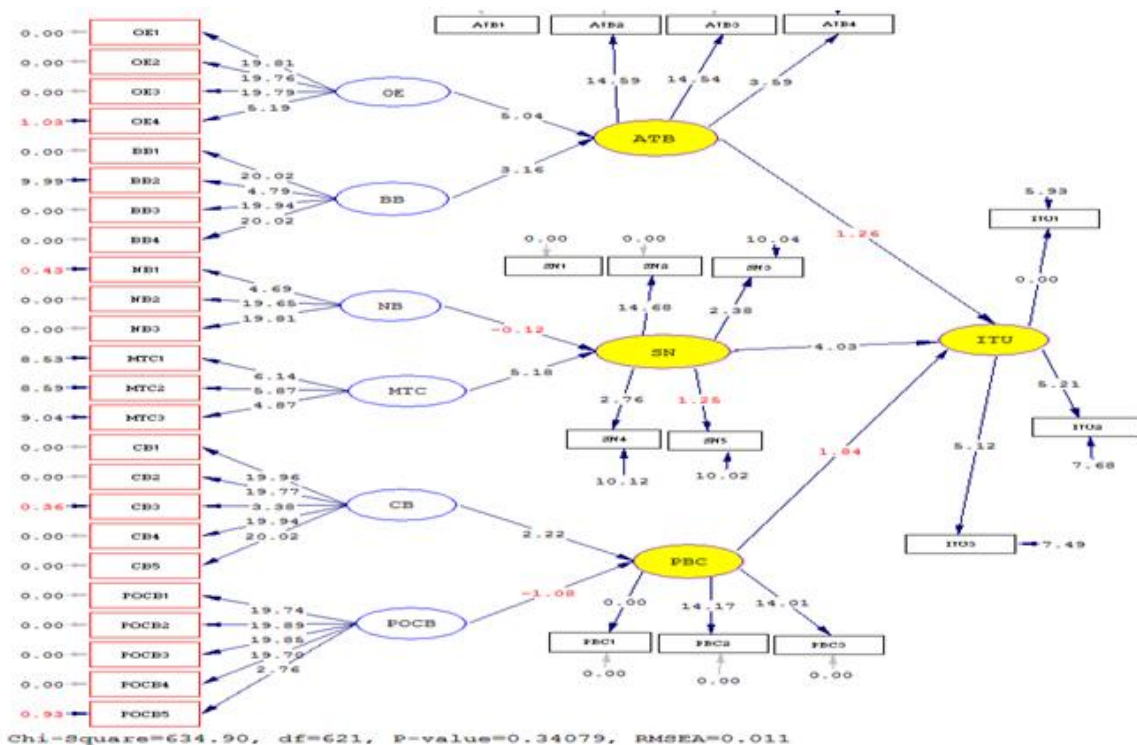 ATB1 ATB2 ATB3 ATB4
0.00 OE1
0.00 OE2
0.00 OE3
1.03 OE4
0.00 BB1
9.99 BB2
0.00 BB3
0.00 BB4
0.43 NB1
0.00 NB2
0.00 NB3
8.53 MTC1
8.59 MTC2
9.04 MTC3
0.00 CB1
0.00 CB2
0.36 CB3
0.00 CB4
0.00 CB5
0.00 POCB1
0.00 POCB2
0.00 POCB3
0.00 POCB4
0.93 POCB5
19.81
19.76
19.79
5.19
OE
20.02
4.79
19.94
20.02
BB
4.69
19.65
19.81
NB
6.14
5.87
4.87
MTC
19.96
19.77
3.38
19.94
20.02
CB
19.74
19.89
19.85
19.70
2.76
POCB
5.04
3.16
-0.12
5.18
2.22
-1.08
14.59 14.54 3.59
ATB
0.00 0.00 10.04
SN1 SN2 SN3
14.68 2.38
SN
2.76 1.25
SN4 SN5
10.12 10.02
PBC
0.00 14.17 14.01
PBC1 PBC2 PBC3
0.00 0.00 0.00
1.26
4.03
1.84
5.93
ITU1
0.00
ITU
5.21
5.12
ITU2
7.68
ITU3 7.49
Chi-Square=634.90, df=621, P-value=0.34079, RMSEA=0.011